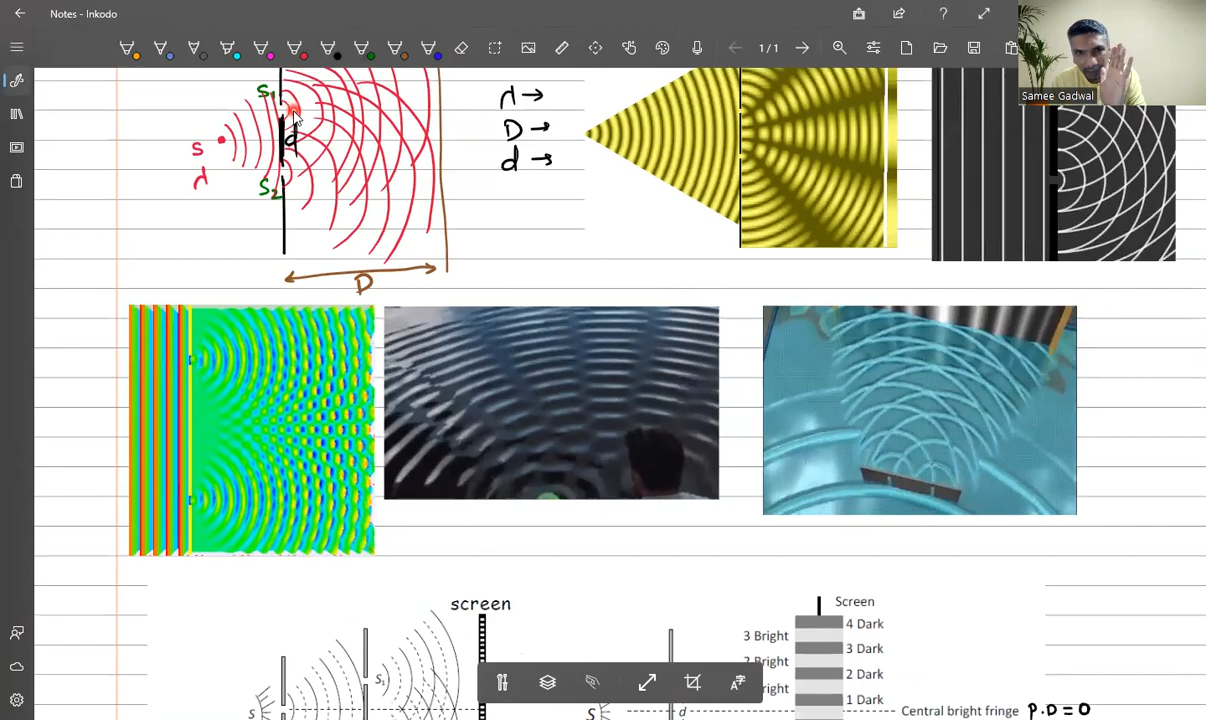 Notes - Inkodo
1/1
Samee Gadwal
S₁
S
λ
d
S₂
D
λ →
D →
d →
screen
S₁
S
S
d
Screen
4 Dark
3 Bright
3 Dark
2 Bright
2 Dark
right
1 Dark
Central bright fringe
P.D = 0